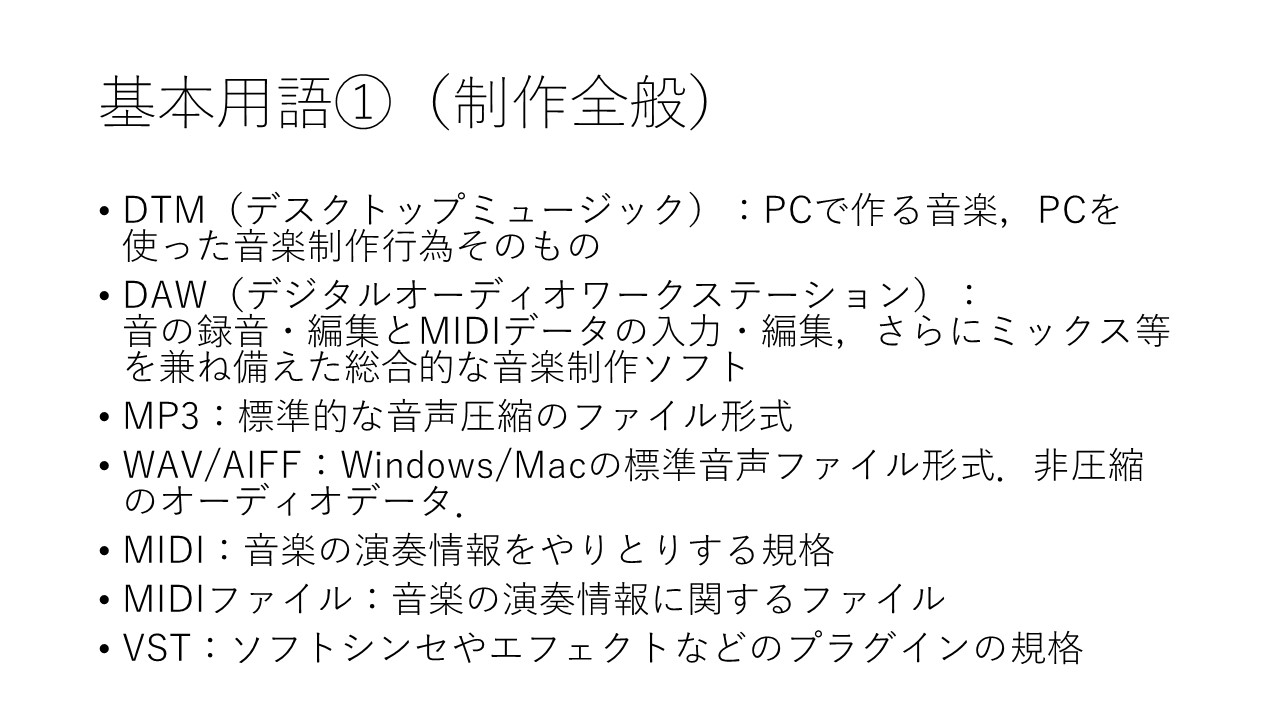 基本用語①（制作全般）
• DTM（デスクトップミュージック）：PCで作る音楽，PCを
使った音楽制作行為そのもの
• DAW（デジタルオーディオワークステーション）：
音の録音・編集とMIDIデータの入力・編集，さらにミックス等
を兼ね備えた総合的な音楽制作ソフト
• MP3：標準的な音声圧縮のファイル形式
• WAV/AIFF：Windows/Macの標準音声ファイル形式．非圧縮
のオーディオデータ．
• MIDI：音楽の演奏情報をやりとりする規格
• MIDIファイル：音楽の演奏情報に関するファイル
• VST：ソフトシンセやエフェクトなどのプラグインの規格